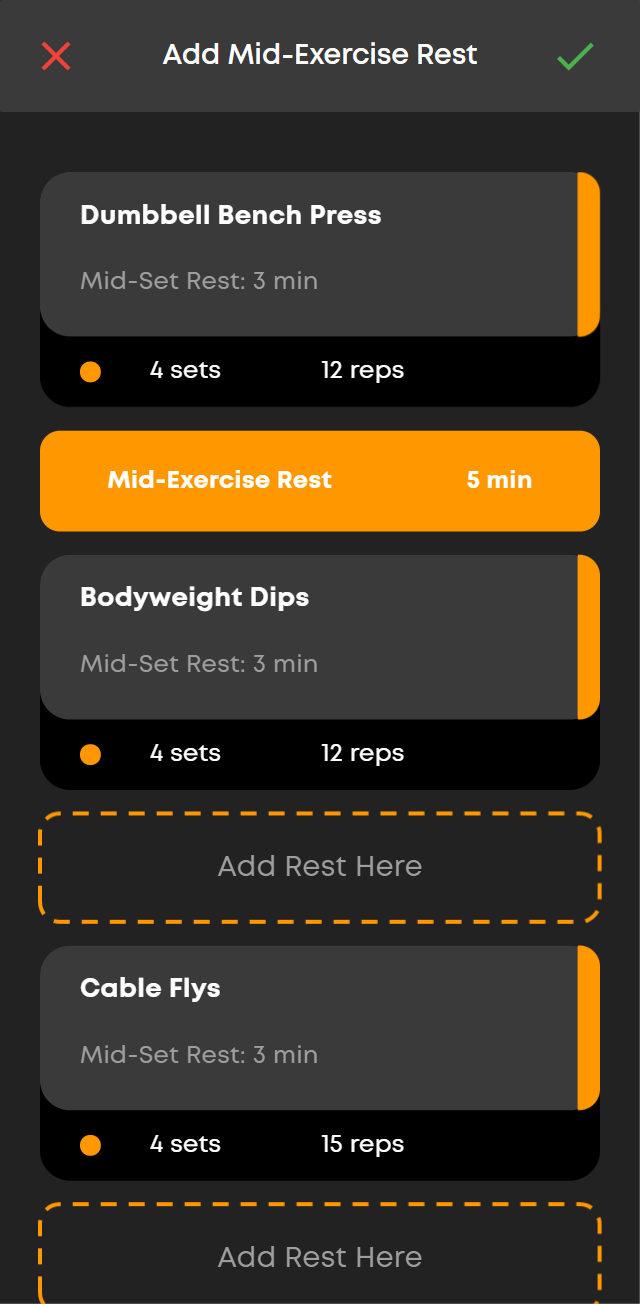 Add Mid-Exercise Rest
Dumbbell Bench Press
Mid-Set Rest: 3 min
4 sets 12 reps
Mid-Exercise Rest 5 min
Bodyweight Dips
Mid-Set Rest: 3 min
4 sets 12 reps
Add Rest Here
Cable Flys
Mid-Set Rest: 3 min
4 sets 15 reps
Add Rest Here